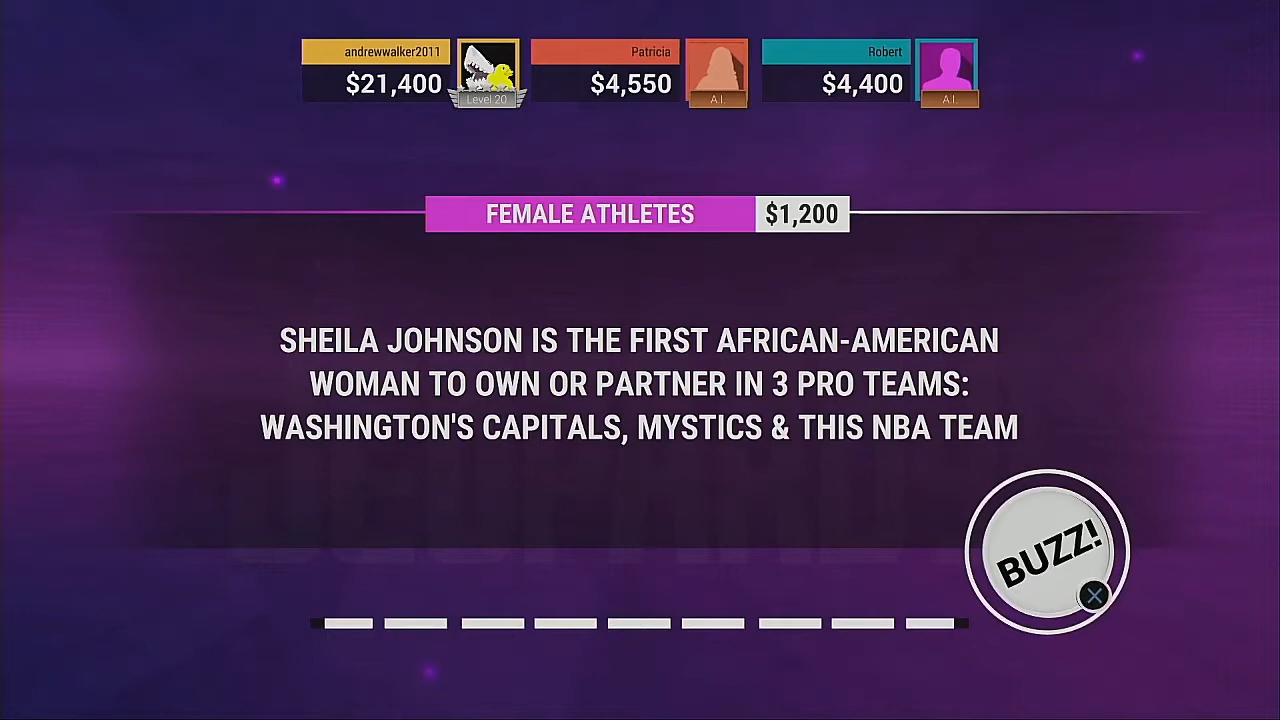 andrewwalker2011
$21,400
Level 20
Patricia
$4,550
A.I.
Robert
$4,400
A.I.
FEMALE ATHLETES $1,200
SHEILA JOHNSON IS THE FIRST AFRICAN-AMERICAN
WOMAN TO OWN OR PARTNER IN 3 PRO TEAMS:
WASHINGTON'S CAPITALS, MYSTICS & THIS NBA TEAM
BUZZ!